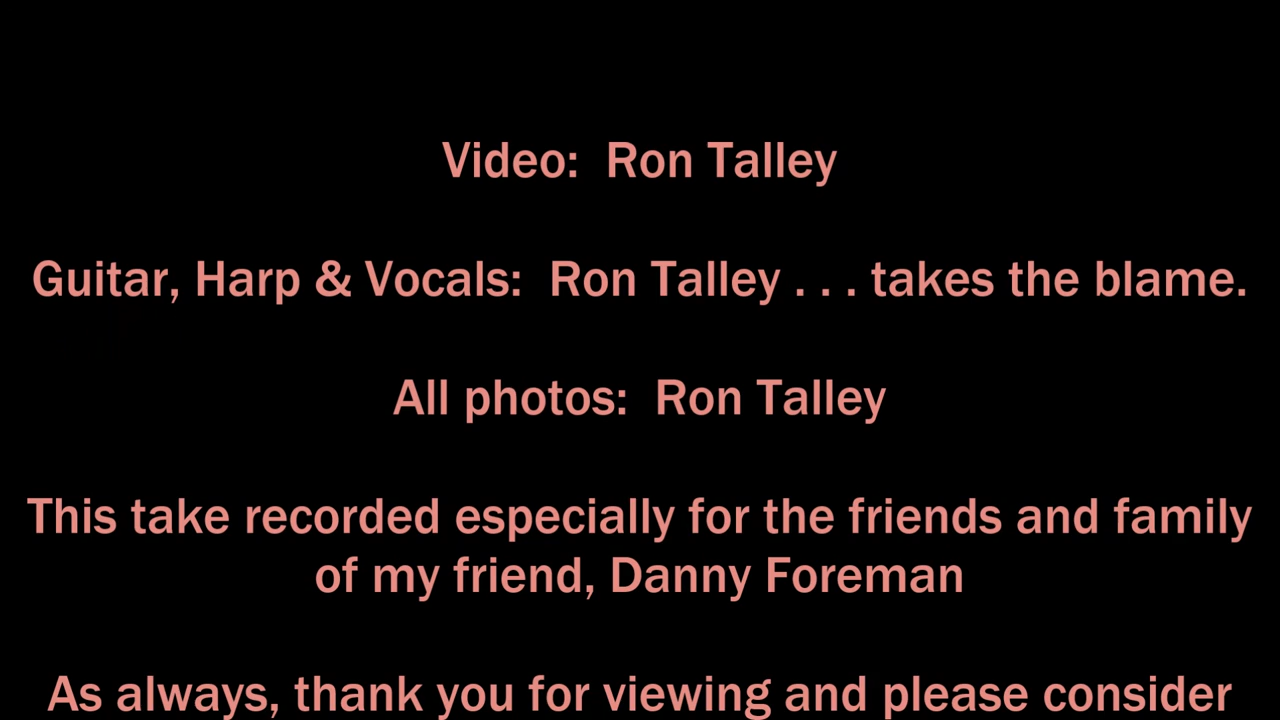 Video:  Ron Talley
Guitar, Harp & Vocals:  Ron Talley . . . takes the blame.
All photos:  Ron Talley
This take recorded especially for the friends and family
of my friend, Danny Foreman
As always, thank you for viewing and please consider